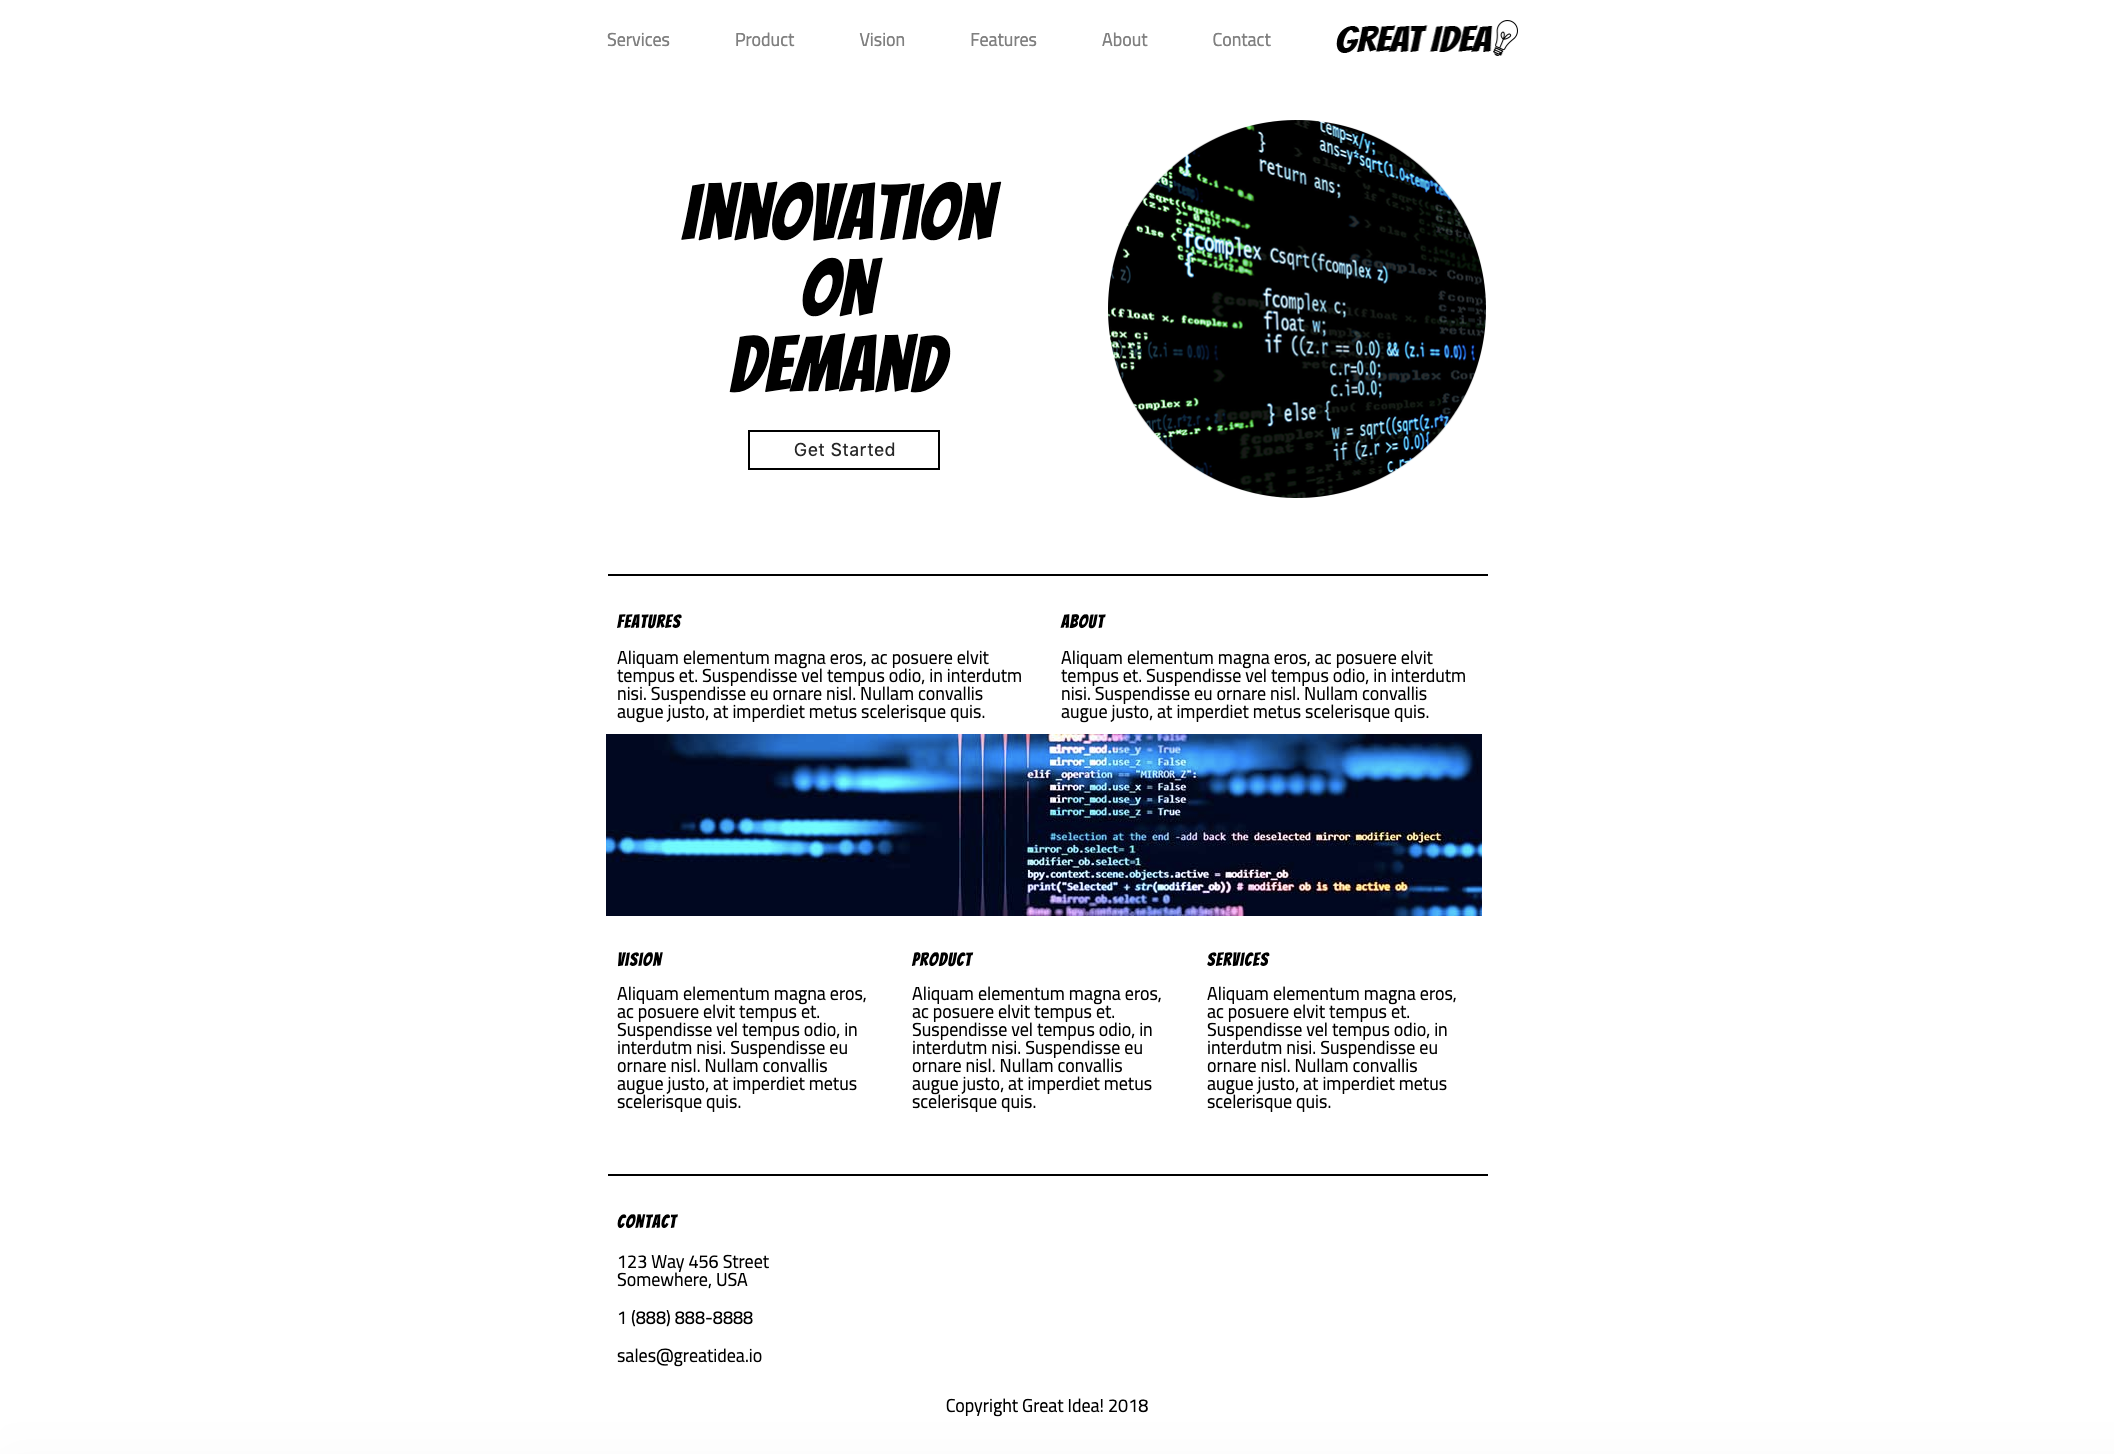 Services Product Vision Features About Contact GREAT IDEA
INNOVATION
ON
DEMAND
Get Started
temp=x/y;
}
return ans;
else {
fcomplex Csqrt(fcomplex z)
{
fcomplex c;
float w;
if ((z.r == 0.0) && (z.i == 0.0)) {
c.r=0.0;
c.i=0.0;
} else {
if (z.r >= 0.0){
FEATURES
Aliquam elementum magna eros, ac posuere elvit
tempus et. Suspendisse vel tempus odio, in interdutm
nisi. Suspendisse eu ornare nisl. Nullam convallis
augue justo, at imperdiet metus scelerisque quis.
ABOUT
Aliquam elementum magna eros, ac posuere elvit
tempus et. Suspendisse vel tempus odio, in interdutm
nisi. Suspendisse eu ornare nisl. Nullam convallis
augue justo, at imperdiet metus scelerisque quis.
mirror_mod.use_x = False
mirror_mod.use_y = True
mirror_mod.use_z = False
elif _operation == "MIRROR_Z":
mirror_mod.use_x = False
mirror_mod.use_y = False
mirror_mod.use_z = True
#selection at the end -add back the deselected mirror modifier object
mirror_ob.select= 1
modifier_ob.select=1
bpy.context.scene.objects.active = modifier_ob
print("Selected" + str(modifier_ob)) # modifier ob is the active ob
#mirror_ob.select = 0
= bpy.context.selected_objects[0]
VISION
Aliquam elementum magna eros,
ac posuere elvit tempus et.
Suspendisse vel tempus odio, in
interdutm nisi. Suspendisse eu
ornare nisl. Nullam convallis
augue justo, at imperdiet metus
scelerisque quis.
PRODUCT
Aliquam elementum magna eros,
ac posuere elvit tempus et.
Suspendisse vel tempus odio, in
interdutm nisi. Suspendisse eu
ornare nisl. Nullam convallis
augue justo, at imperdiet metus
scelerisque quis.
SERVICES
Aliquam elementum magna eros,
ac posuere elvit tempus et.
Suspendisse vel tempus odio, in
interdutm nisi. Suspendisse eu
ornare nisl. Nullam convallis
augue justo, at imperdiet metus
scelerisque quis.
CONTACT
123 Way 456 Street
Somewhere, USA
1 (888) 888-8888
sales@greatidea.io
Copyright Great Idea! 2018